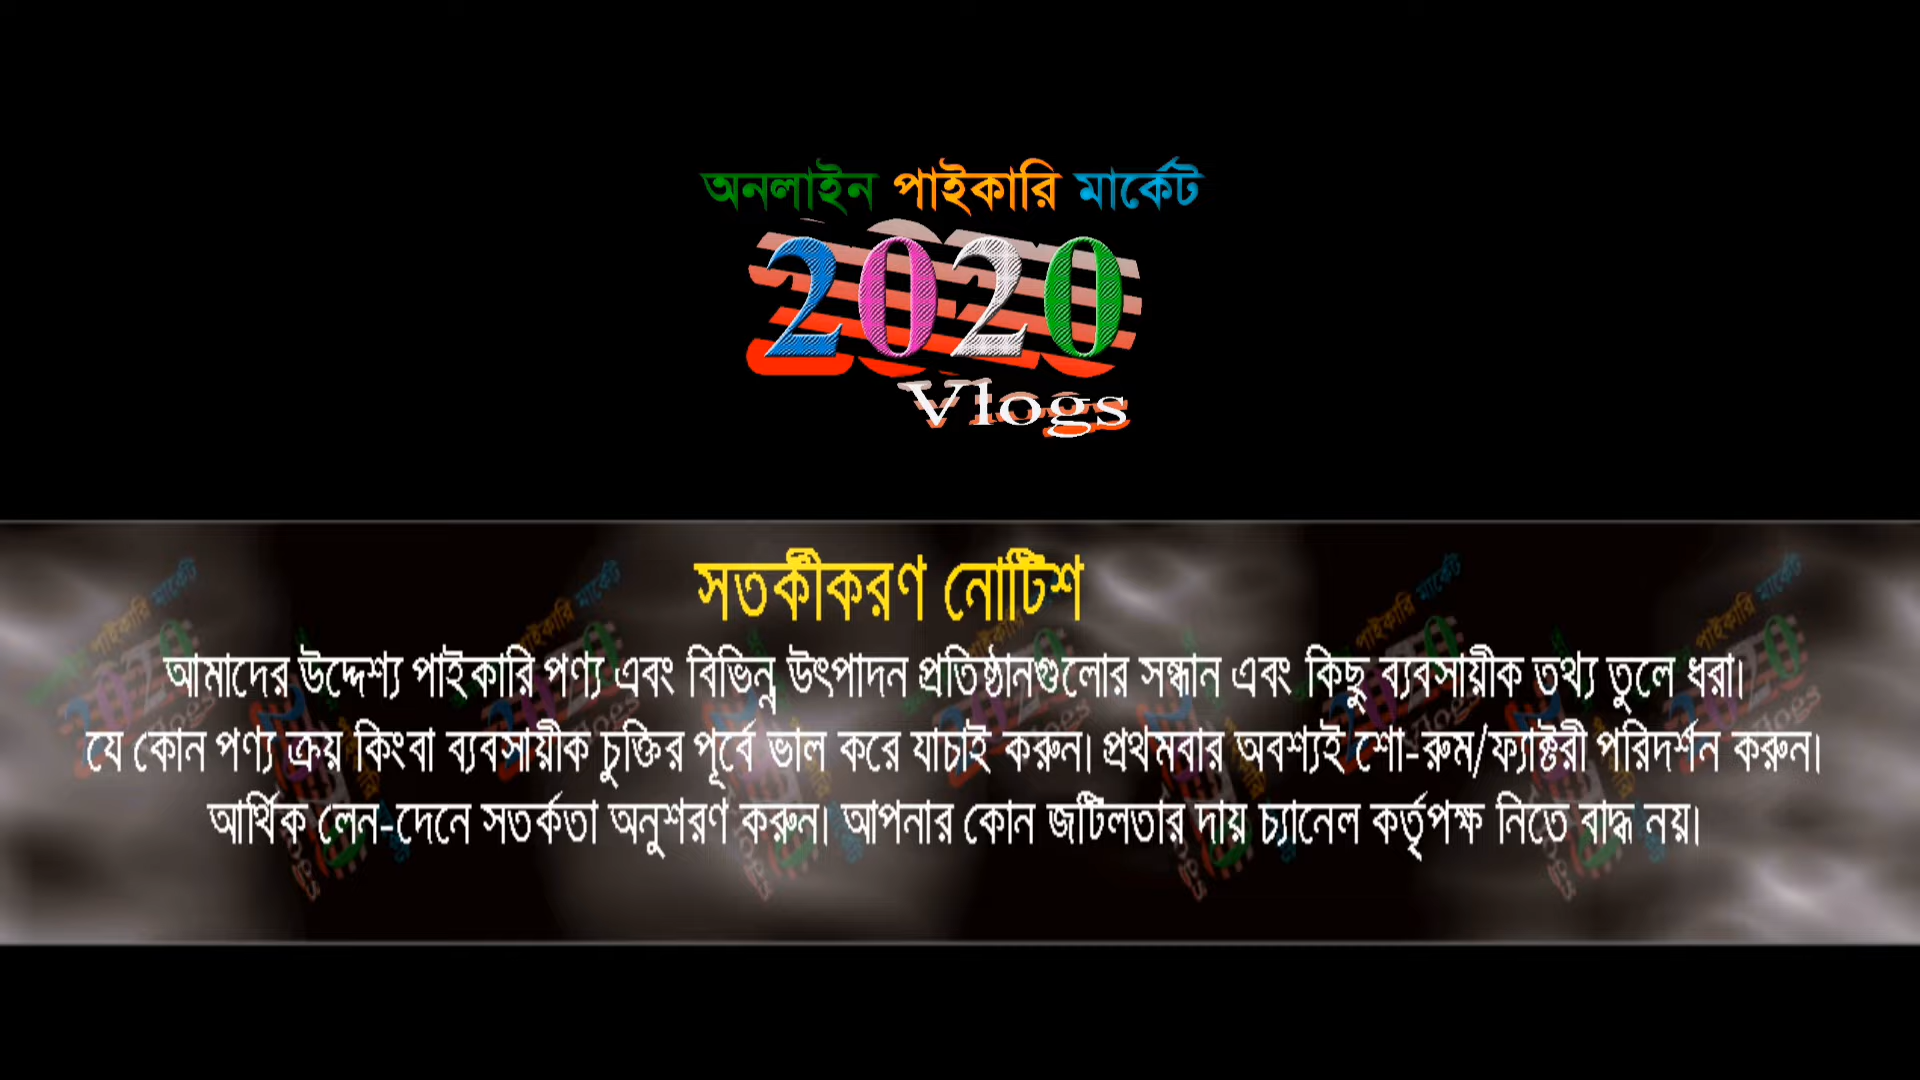 অনলাইন পাইকারি মার্কেট
2020
Vlogs
সতর্কীকরণ নোটিশ
আমাদের উদ্দেশ্য পাইকারি পণ্য এবং বিভিন্ন উৎপাদন প্রতিষ্ঠানগুলোর সন্ধান এবং কিছু ব্যবসায়ীক তথ্য তুলে ধরা।
যে কোন পণ্য ক্রয় কিংবা ব্যবসায়ীক চুক্তির পূর্বে ভাল করে যাচাই করুন। প্রথমবার অবশ্যই শো-রুম/ফ্যাক্টরী পরিদর্শন করুন।
আর্থিক লেন-দেনে সতর্কতা অনুশরণ করুন। আপনার কোন জটিলতার দায় চ্যানেল কর্তৃপক্ষ নিতে বাদ্ধ নয়।